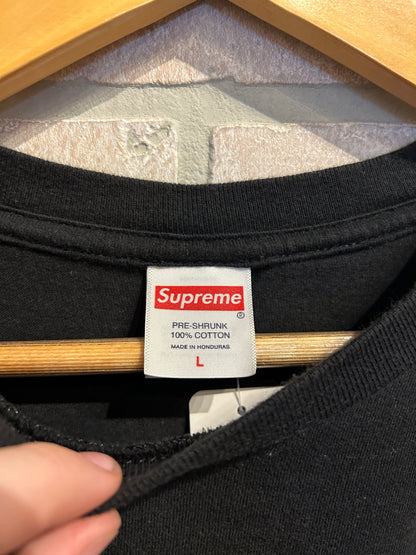 Supreme
®
PRE-SHRUNK
100% COTTON
MADE IN HONDURAS
L